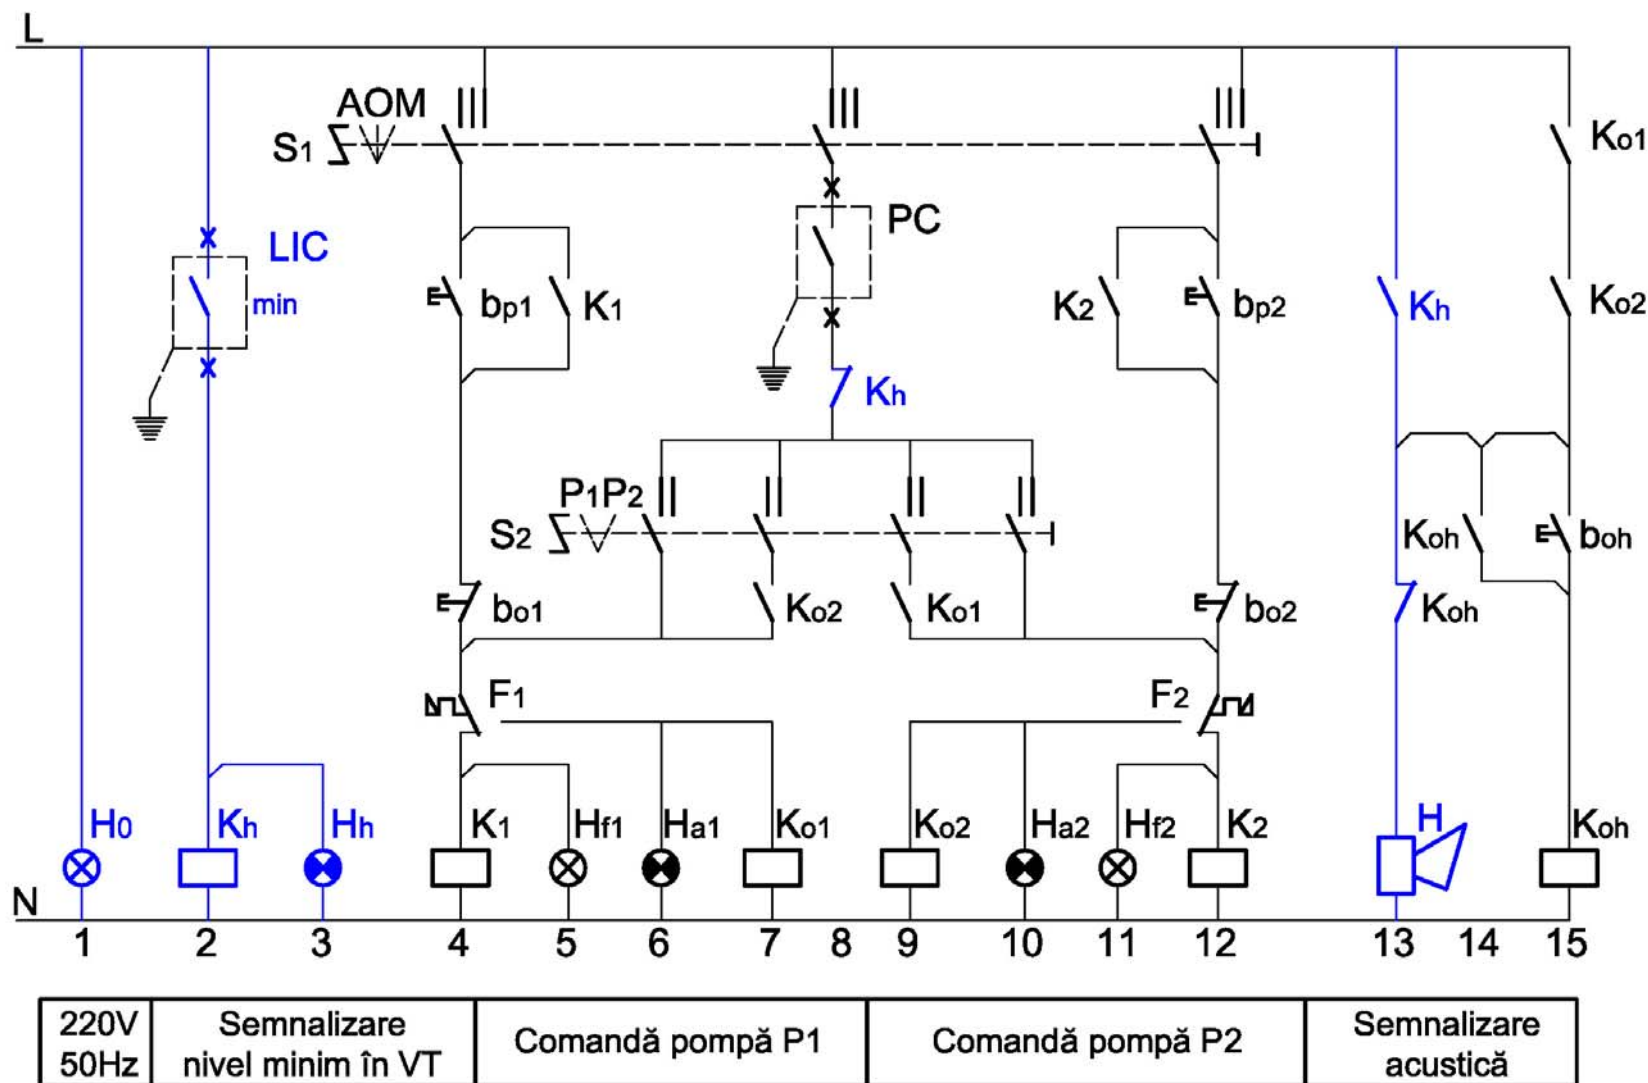 L
AOM
S1
Ko1
PC
LIC
min
bp1
K1
K2
bp2
Kh
Ko2
Kh
P1P2
S2
Koh
boh
bo1
Ko2
Ko1
bo2
Koh
F1
F2
H0
Kh
Hh
K1
Hf1
Ha1
Ko1
Ko2
Ha2
Hf2
K2
H
Koh
N
1 2 3 4 5 6 7 8 9 10 11 12 13 14 15
220V
50Hz
Semnalizare
nivel minim în VT
Comandă pompă P1
Comandă pompă P2
Semnalizare
acustică